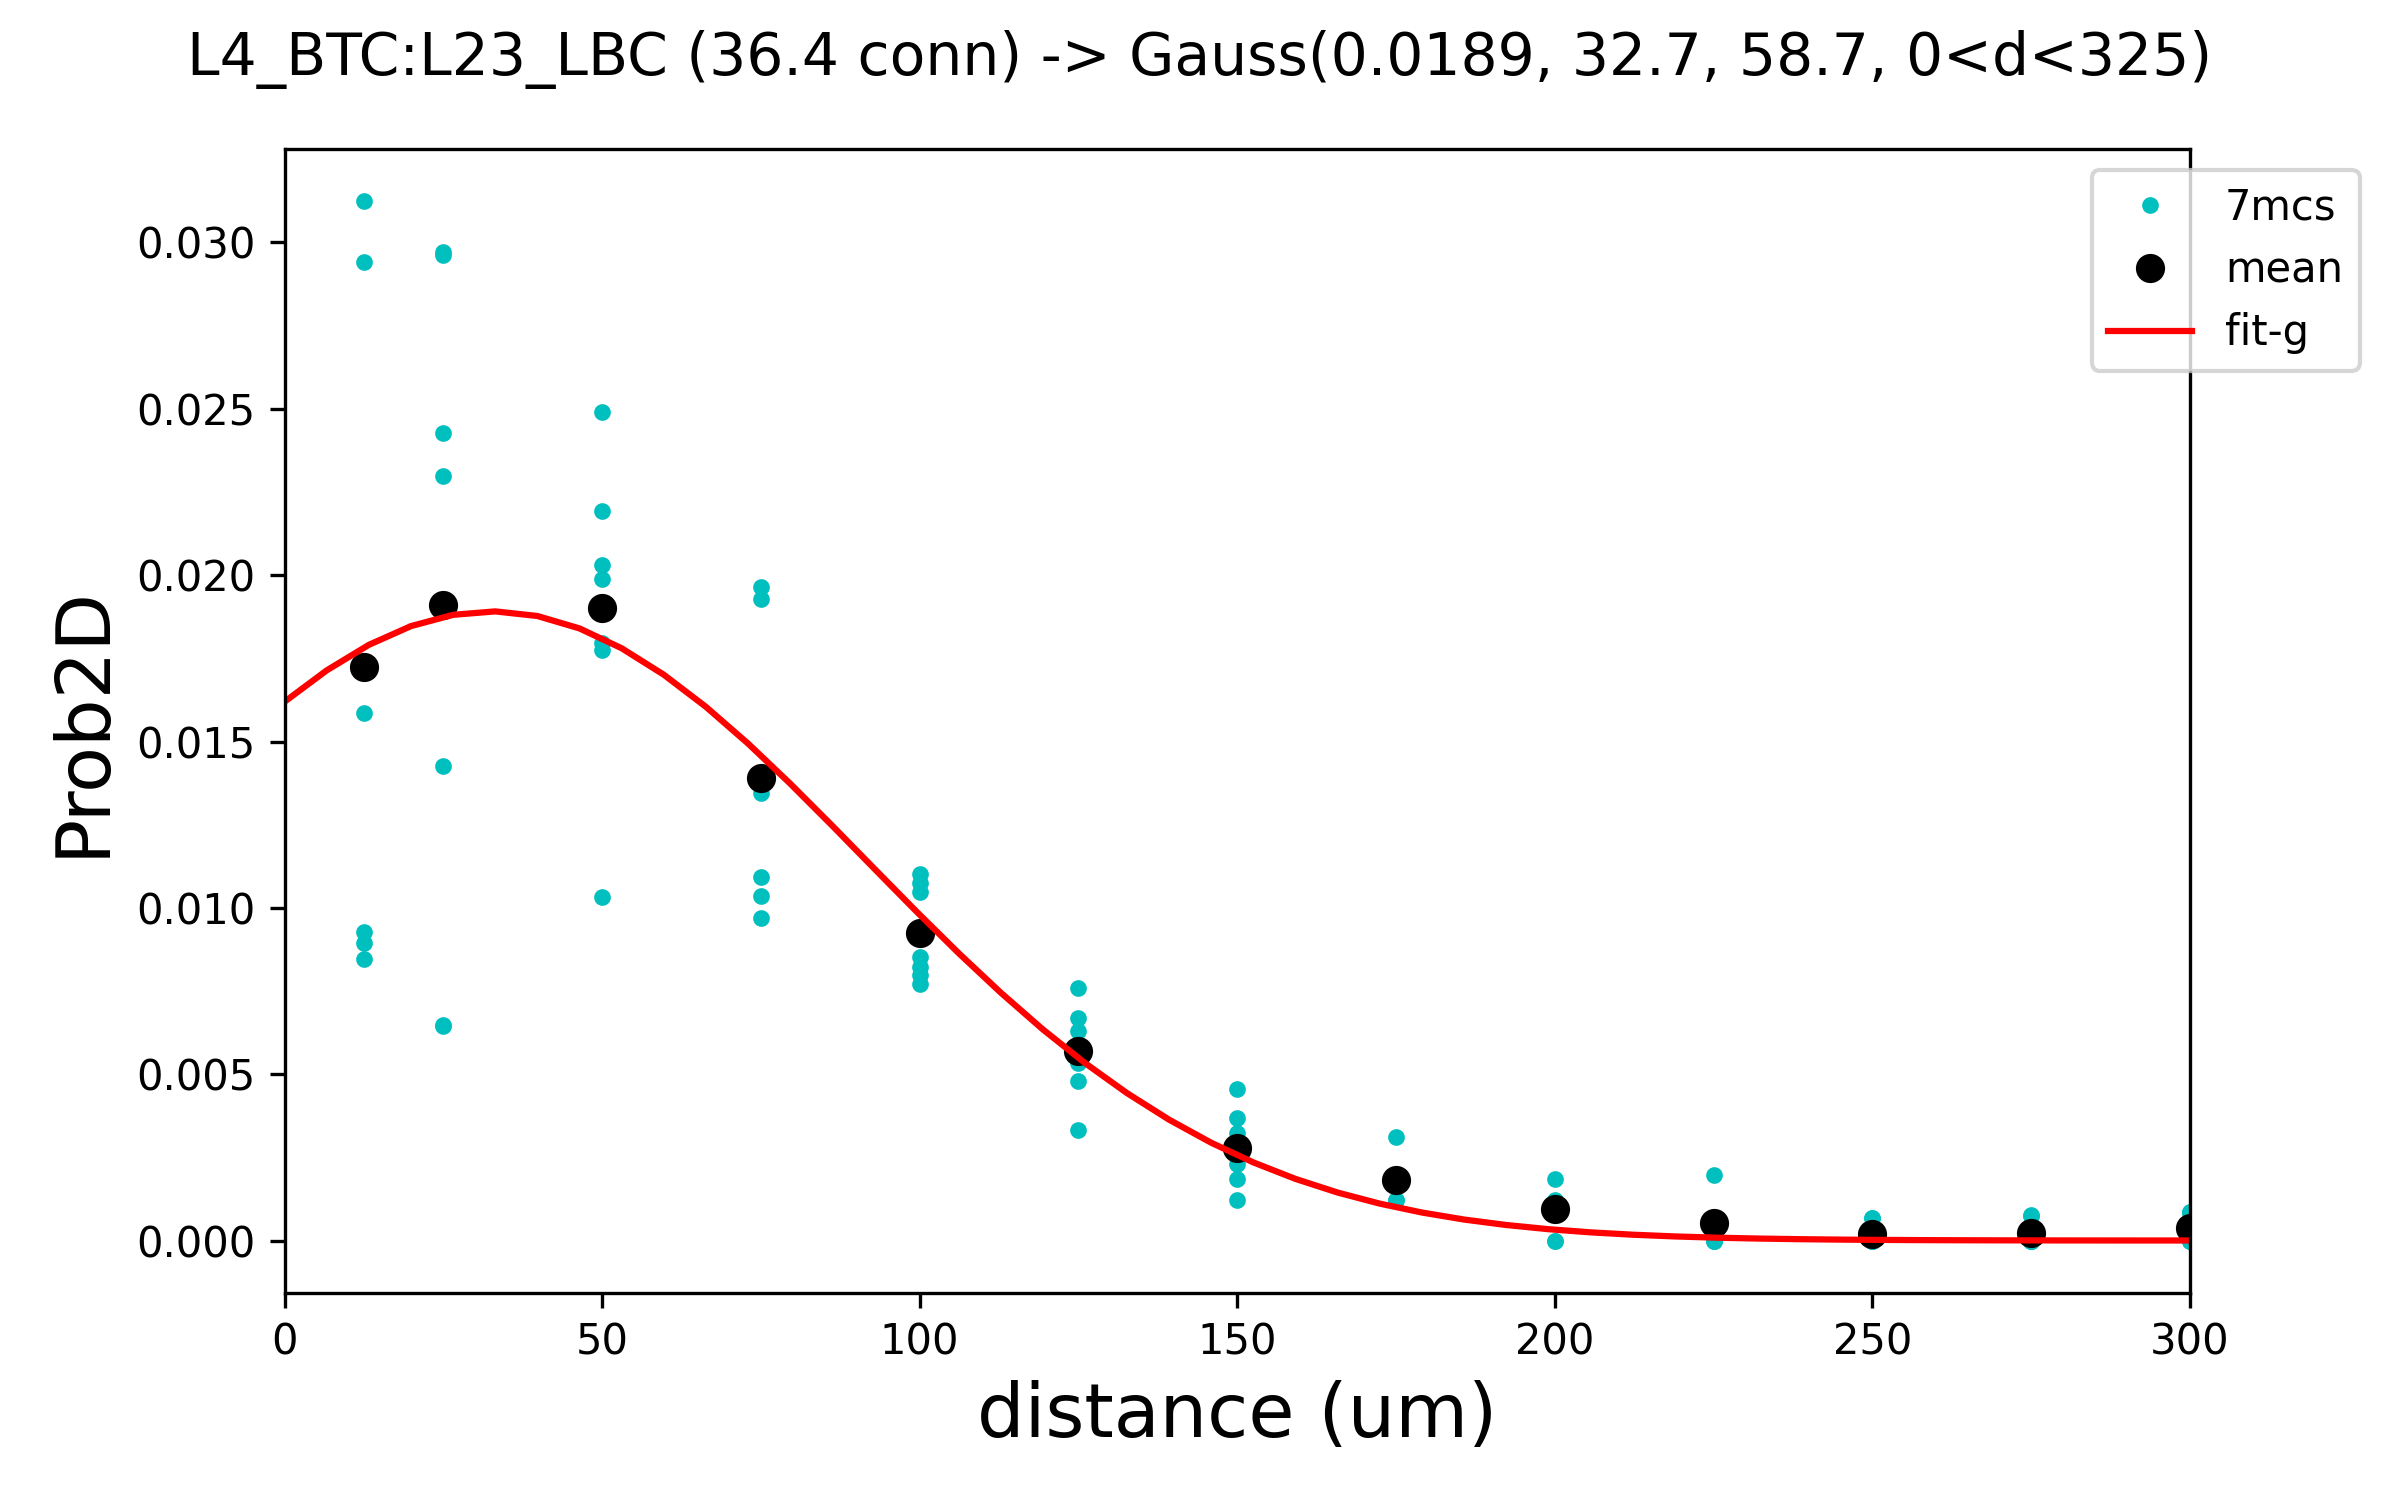 L4_BTC:L23_LBC (36.4 conn) -> Gauss(0.0189, 32.7, 58.7, 0<d<325)
7mcs
mean
fit-g
0.030
0.025
0.020
0.015
0.010
0.005
0.000
Prob2D
0 50 100 150 200 250 300
distance (um)